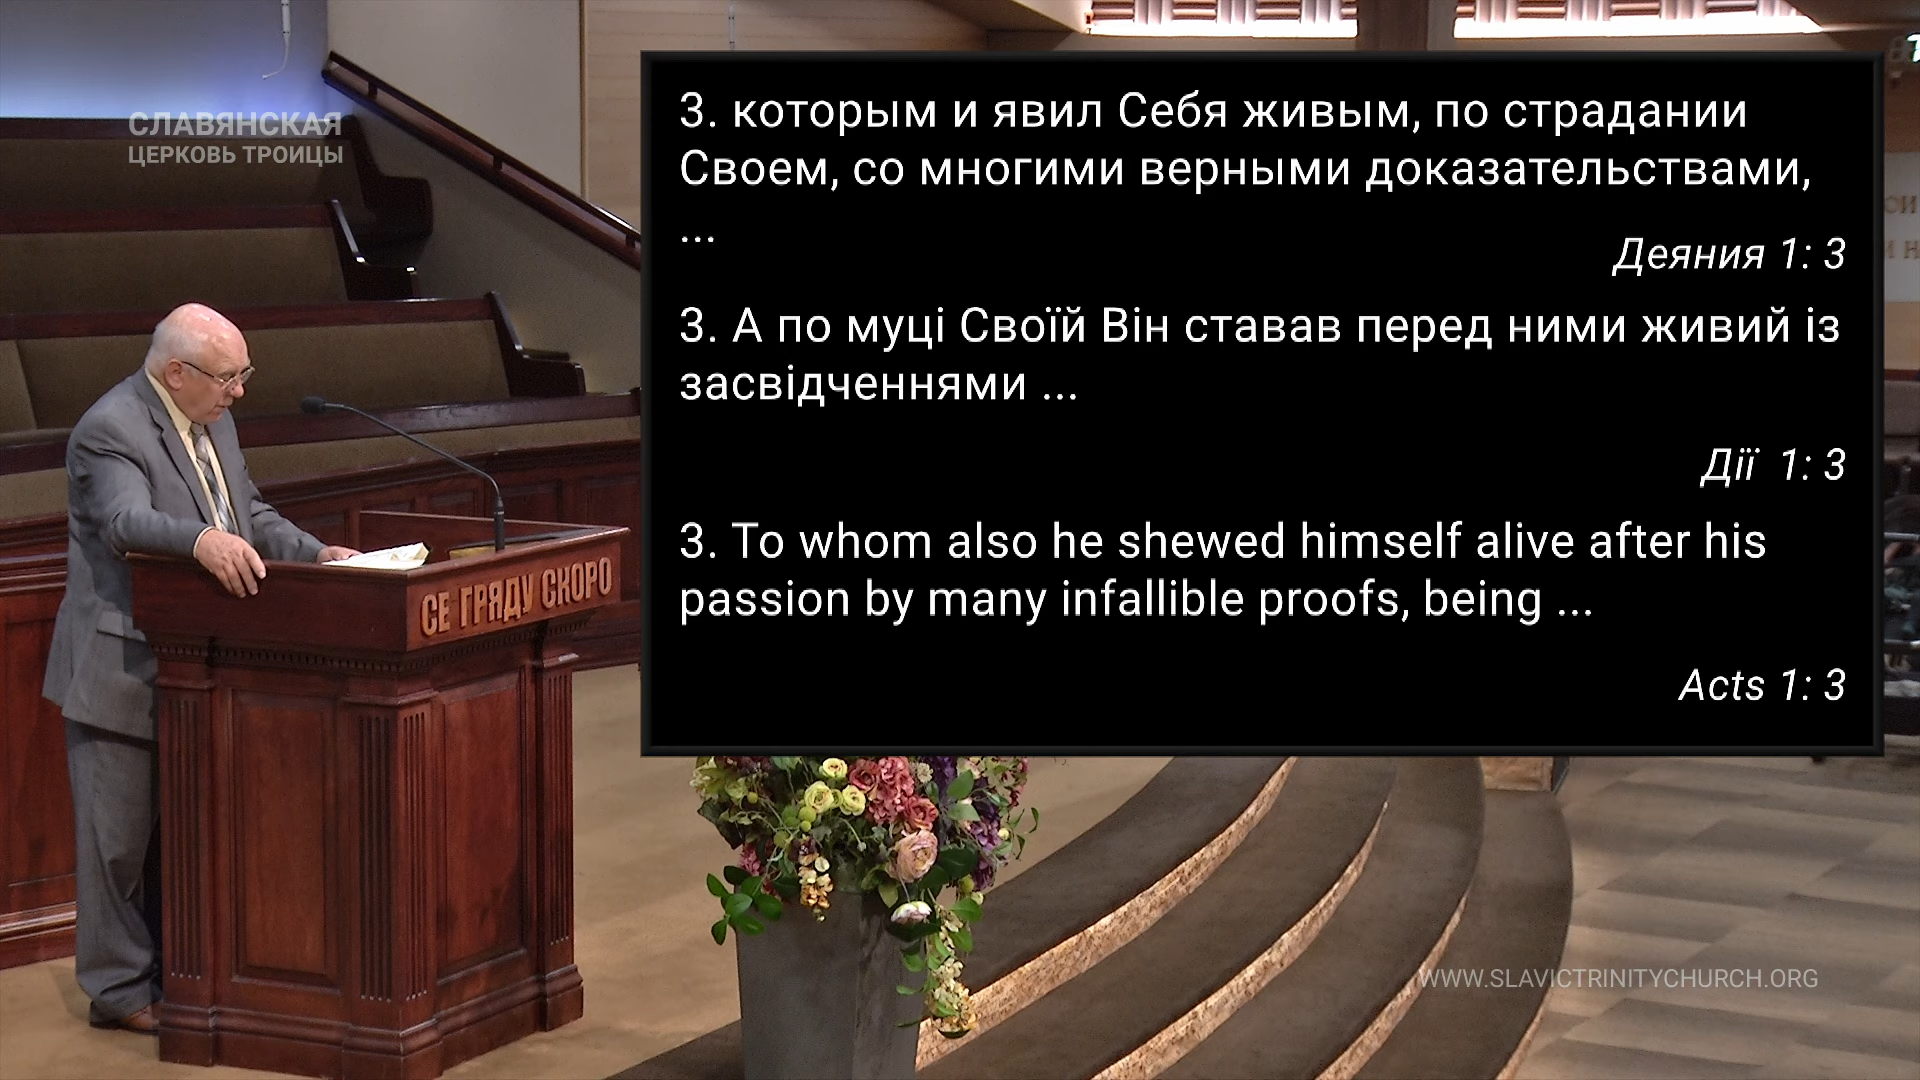 СЛАВЯНСКАЯ
ЦЕРКОВЬ ТРОИЦЫ
3. которым и явил Себя живым, по страдании
Своем, со многими верными доказательствами,
...
Деяния 1: 3
3. А по муці Своїй Він ставав перед ними живий із
засвідченнями ...
Дії 1: 3
3. To whom also he shewed himself alive after his
passion by many infallible proofs, being ...
Acts 1: 3
СЕ ГРЯДУ СКОРО
WWW.SLAVICTRINITYCHURCH.ORG